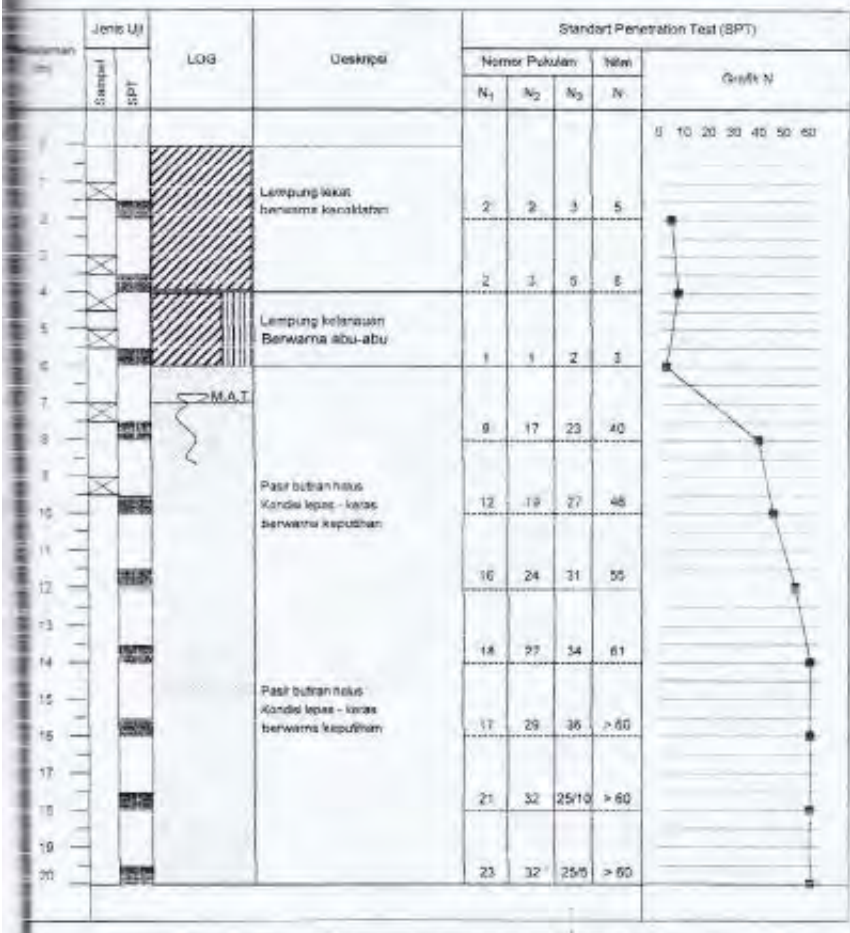 Jenis Uji
Standart Penetration Test (SPT)
LOG
Deskripsi
Nomor Pukulan
Nilai
Grafik N
Sampel
SPT
N1 N2 N3 N
0 10 20 30 40 50 60
1
Lempung lekat
berwarna kecoklatan
2 3 5
2
3
2 3 5 8
4
Lempung kelanauan
Berwarna abu-abu
5
1 1 2 3
6
M.A.T
7
17 23 40
8
Pasir butiran halus
Kondisi lepas - keras
berwarna keputihan
12 19 27 46
10
11
16 24 31 55
12
13
18 27 34 61
14
Pasir butiran halus
Kondisi lepas - keras
berwarna keputihan
15
17 29 36 > 60
16
17
21 32 25/10 > 60
18
19
23 32 25/5 > 60
20